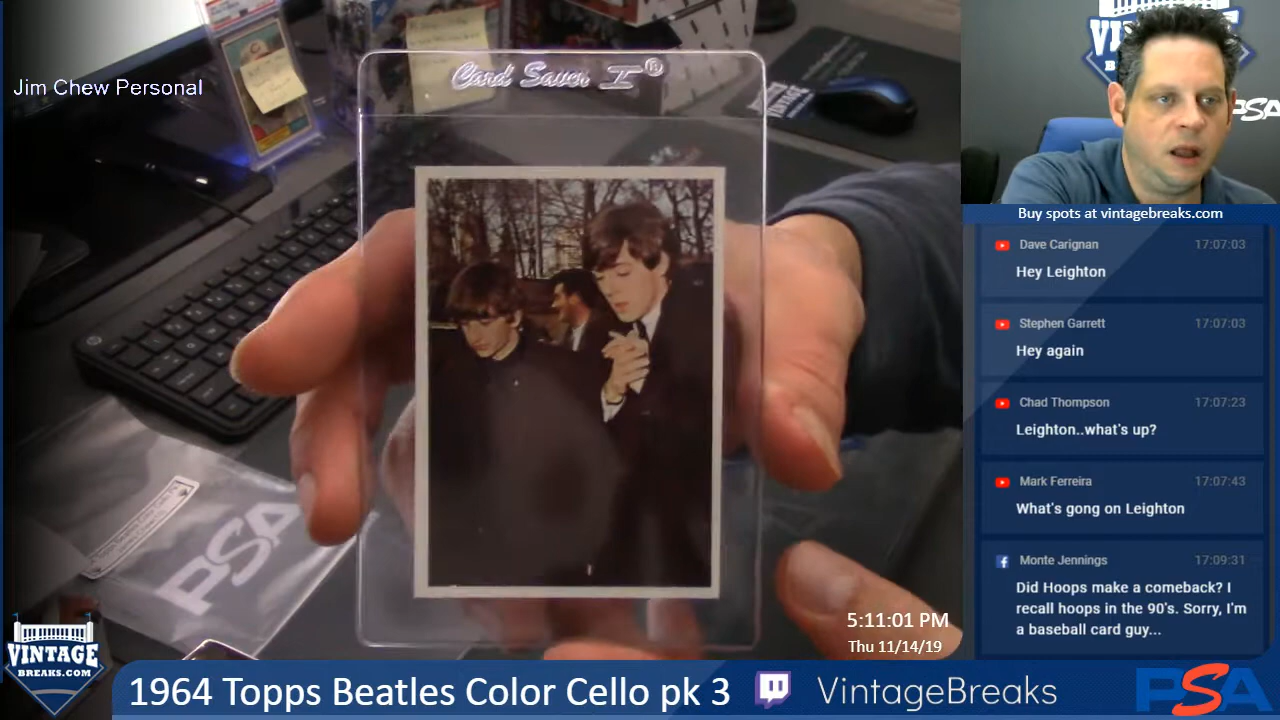 Jim Chew Personal
Card Saver I®
VINTAGE
PSA
Buy spots at vintagebreaks.com
Dave Carignan 17:07:03
Hey Leighton
Stephen Garrett 17:07:03
Hey again
Chad Thompson 17:07:23
Leighton..what's up?
Mark Ferreira 17:07:43
What's gong on Leighton
Monte Jennings 17:09:31
Did Hoops make a comeback? I
recall hoops in the 90's. Sorry, I'm
a baseball card guy...
PSA
5:11:01 PM
Thu 11/14/19
VINTAGE
BREAKS.COM
1964 Topps Beatles Color Cello pk 3
VintageBreaks
PSA